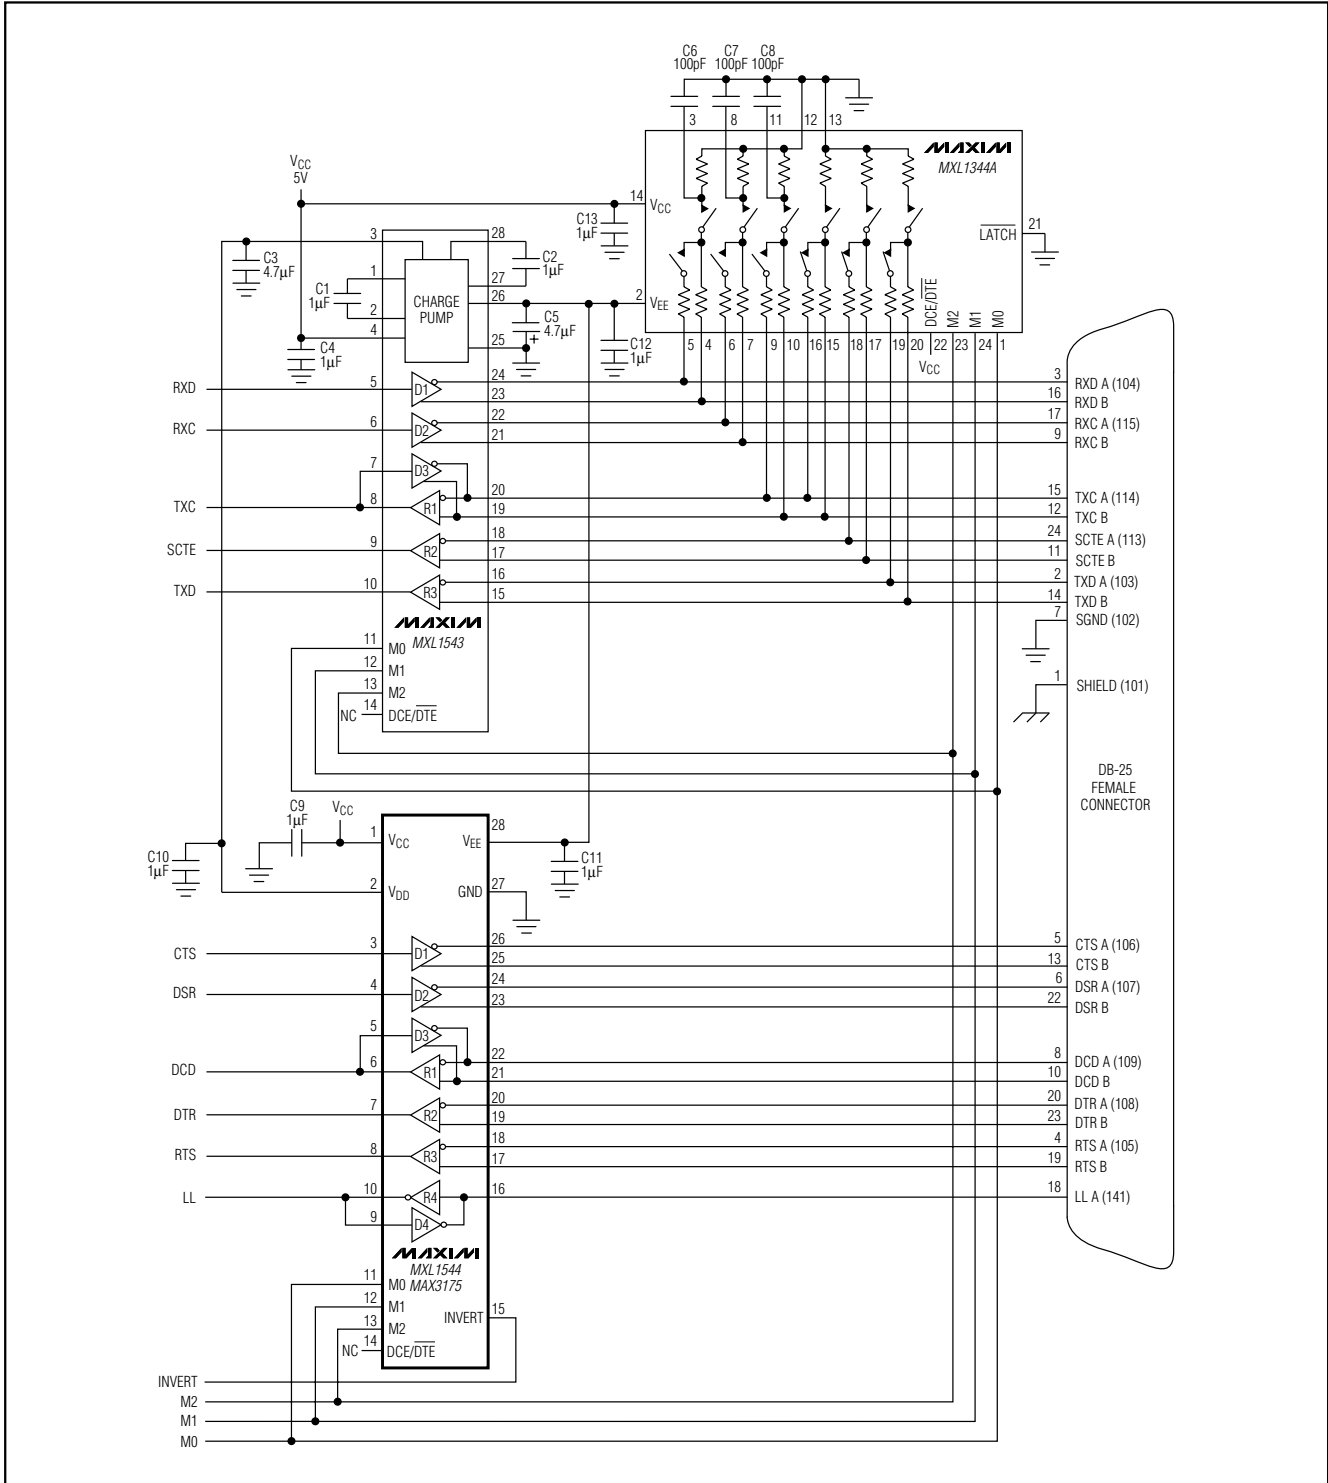 C6 C7 C8
100pF 100pF 100pF
3 8 11 12 13
MAXIM
MXL1344A
VCC
5V
14 VCC
C13
1µF
LATCH 21
3 28
C3
4.7µF
C2
1µF
1 27
C1
1µF
CHARGE
PUMP
26
2 VEE
DCE/DTE M2 M1 M0
2
C5
4.7µF
+
4 25
C4
1µF
C12
1µF
5 4 6 7 9 10 16 15 18 17 19 20 22 23 24 1
VCC
RXD 5 D1 24 3 RXD A (104)
23 16 RXD B
RXC 6 D2 22 17 RXC A (115)
21 9 RXC B
7 D3
TXC 8 R1 20 15 TXC A (114)
19 12 TXC B
SCTE 9 R2 18 24 SCTE A (113)
17 11 SCTE B
TXD 10 R3 16 2 TXD A (103)
15 14 TXD B
7 SGND (102)
MAXIM
MXL1543
11 M0
12 M1
13 M2
NC 14 DCE/DTE
1 SHIELD (101)
DB-25
FEMALE
CONNECTOR
C9
1µF
VCC
1 VCC VEE 28
C10
1µF
C11
1µF
2 VDD GND 27
CTS 3 D1 26 5 CTS A (106)
25 13 CTS B
DSR 4 D2 24 6 DSR A (107)
23 22 DSR B
5 D3
DCD 6 R1 22 8 DCD A (109)
21 10 DCD B
DTR 7 R2 20 20 DTR A (108)
19 23 DTR B
RTS 8 R3 18 4 RTS A (105)
17 19 RTS B
LL 10 R4 16 18 LL A (141)
9 D4
MAXIM
MXL1544
MAX3175
11 M0
12 M1
13 M2
INVERT 15
NC 14 DCE/DTE
INVERT
M2
M1
M0